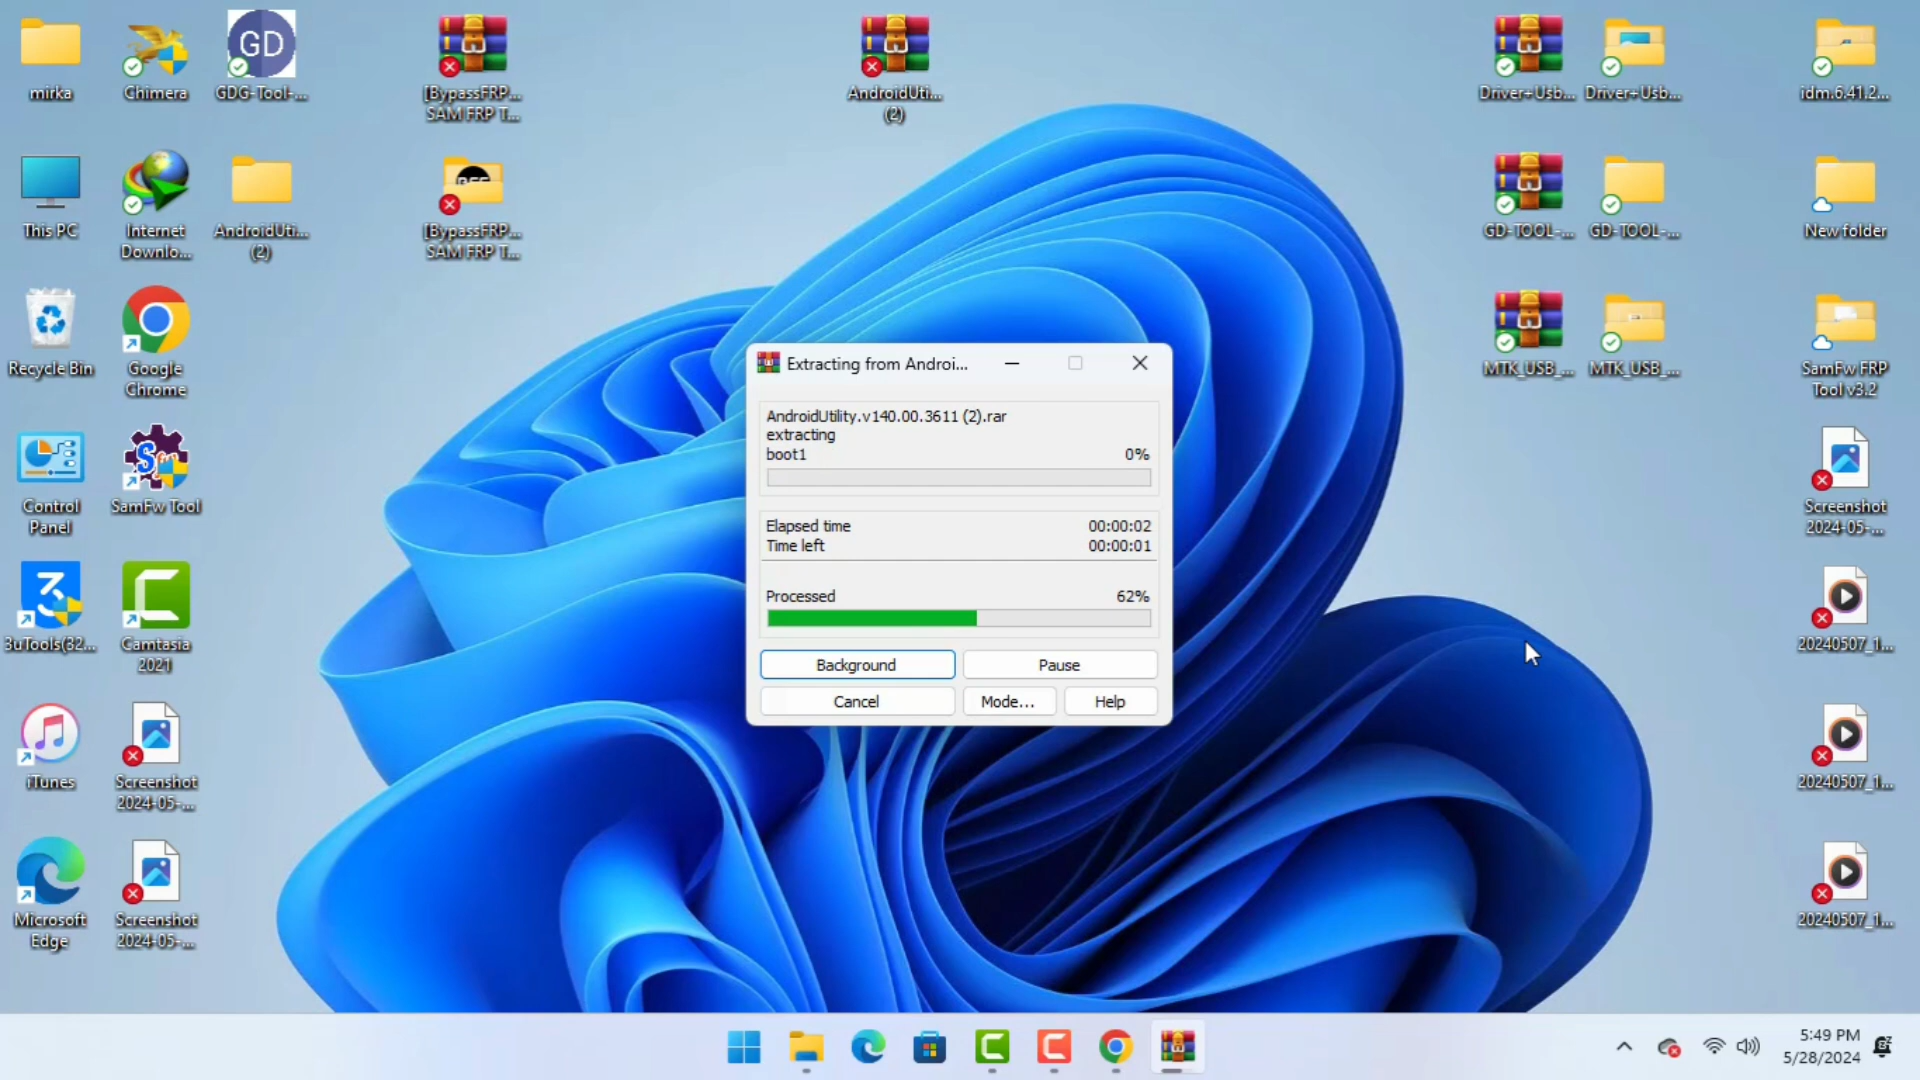 mirka
Chimera
GD
GDG-Tool-...
[BypassFRP...
SAM FRP T...
AndroidUti...
(2)
Driver+Usb...
Driver+Usb...
idm.6.41.2...
This PC
Internet
Downlo...
AndroidUti...
(2)
[BypassFRP...
SAM FRP T...
GD-TOOL-...
GD-TOOL-...
New folder
Recycle Bin
Google
Chrome
MTK_USB_...
MTK_USB_...
SamFw FRP
Tool v3.2
Extracting from Androi...
AndroidUtility.v140.00.3611 (2).rar
extracting
boot1 0%
Elapsed time 00:00:02
Time left 00:00:01
Processed 62%
Background Pause
Cancel Mode... Help
Control
Panel
SamFw Tool
Screenshot
2024-05-...
3uTools(32...
Camtasia
2021
20240507_1...
iTunes
Screenshot
2024-05-...
20240507_1...
Microsoft
Edge
Screenshot
2024-05-...
20240507_1...
5:49 PM
5/28/2024